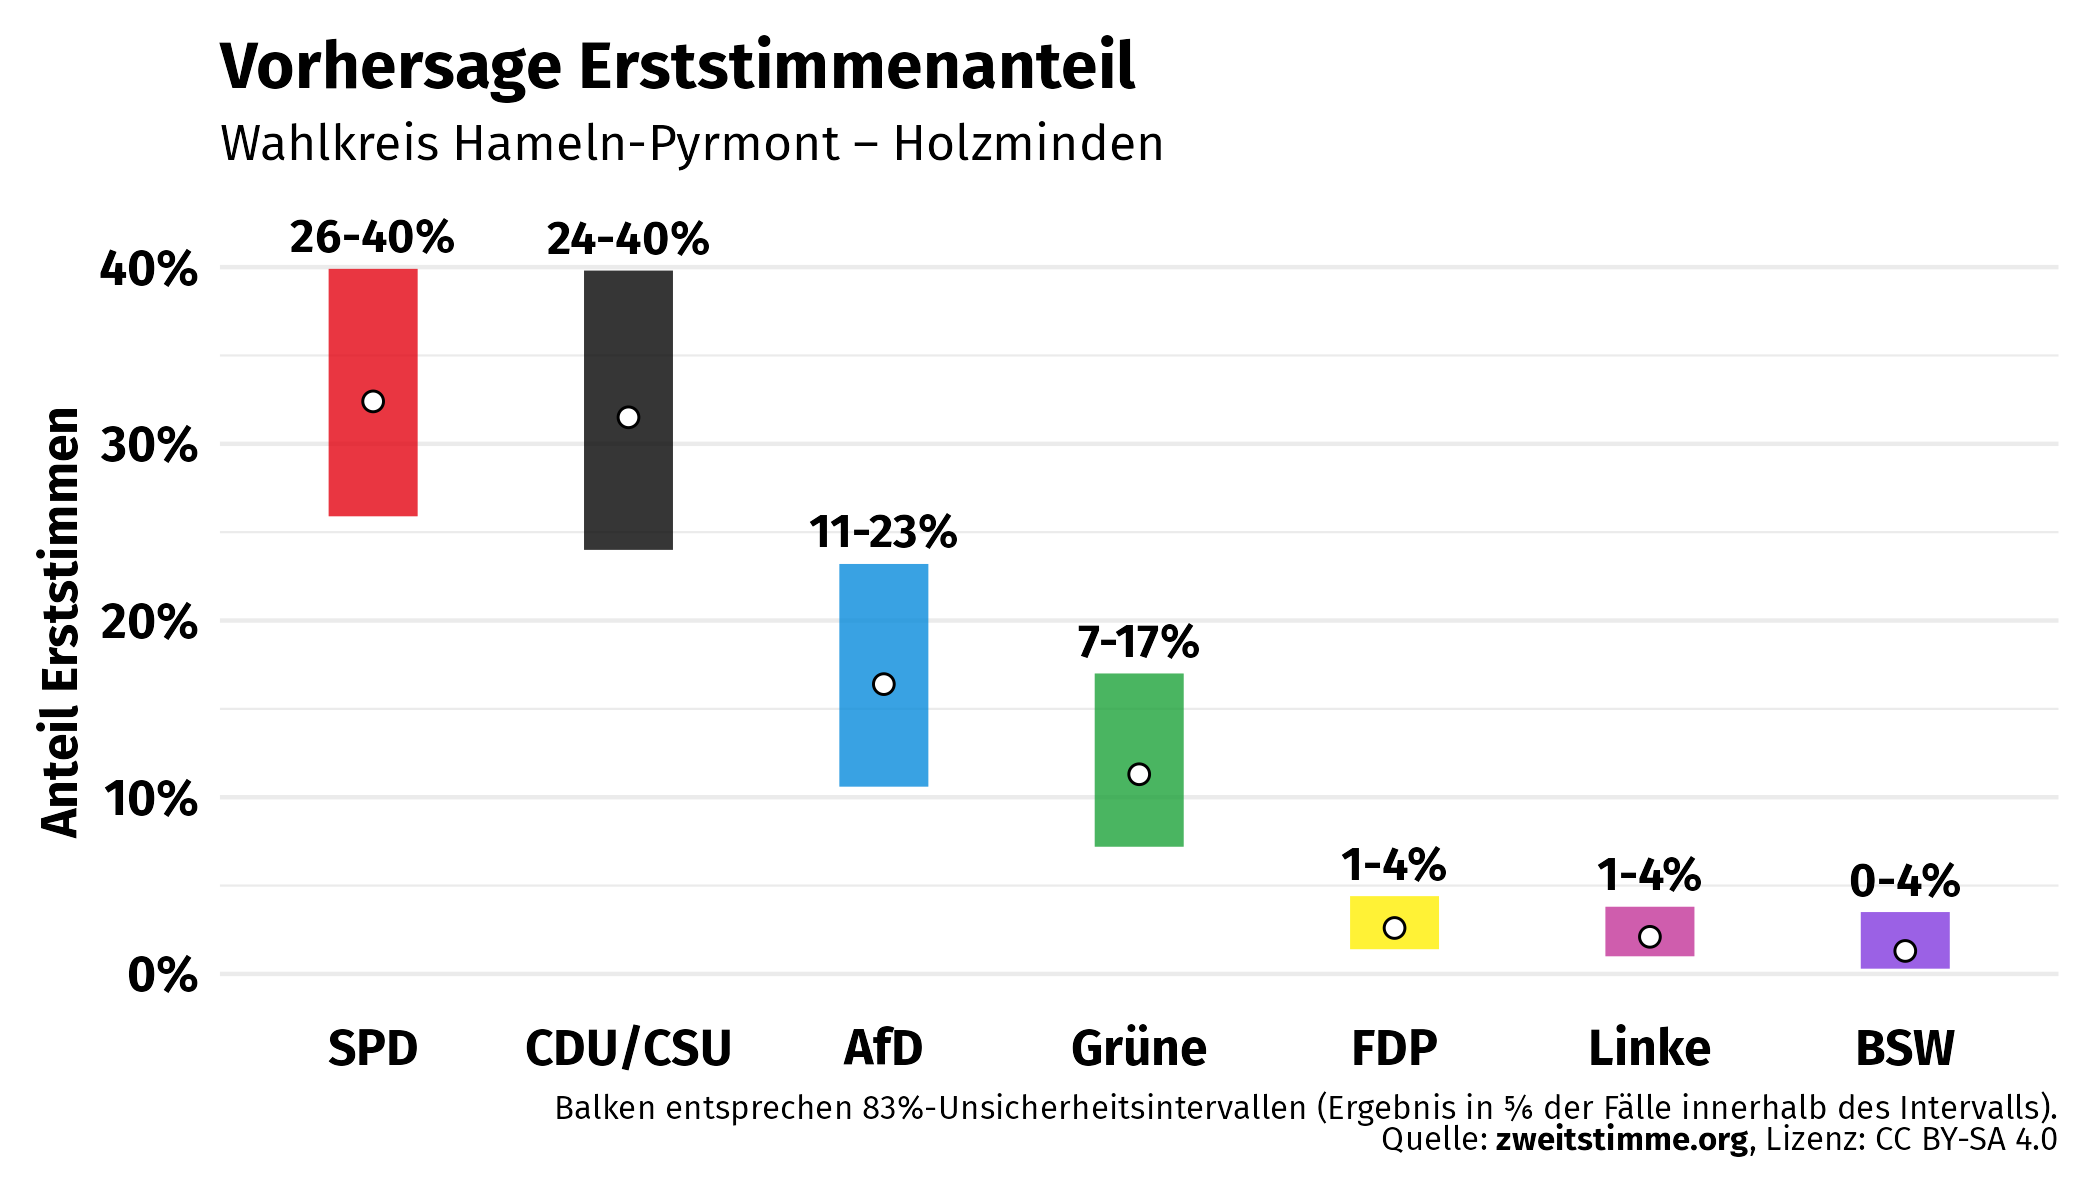 Vorhersage Erststimmenanteil
Wahlkreis Hameln-Pyrmont – Holzminden
Anteil Erststimmen
40%
30%
20%
10%
0%
26-40%
24-40%
11-23%
7-17%
1-4%
1-4%
0-4%
SPD
CDU/CSU
AfD
Grüne
FDP
Linke
BSW
Balken entsprechen 83%-Unsicherheitsintervallen (Ergebnis in ⅚ der Fälle innerhalb des Intervalls).
Quelle: zweitstimme.org, Lizenz: CC BY-SA 4.0